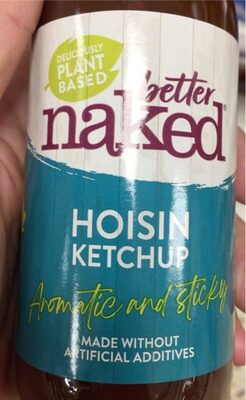 DELICIOUSLY
PLANT
BASED
better
naked®
HOISIN
KETCHUP
Aromatic and sticky
MADE WITHOUT
ARTIFICIAL ADDITIVES